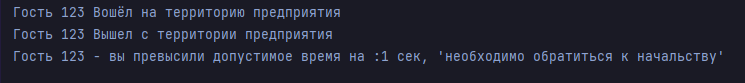 Гость 123 Вошёл на территорию предприятия
Гость 123 Вышел с территории предприятия
Гость 123 - вы превысили допустимое время на :1 сек, 'необходимо обратиться к начальству'